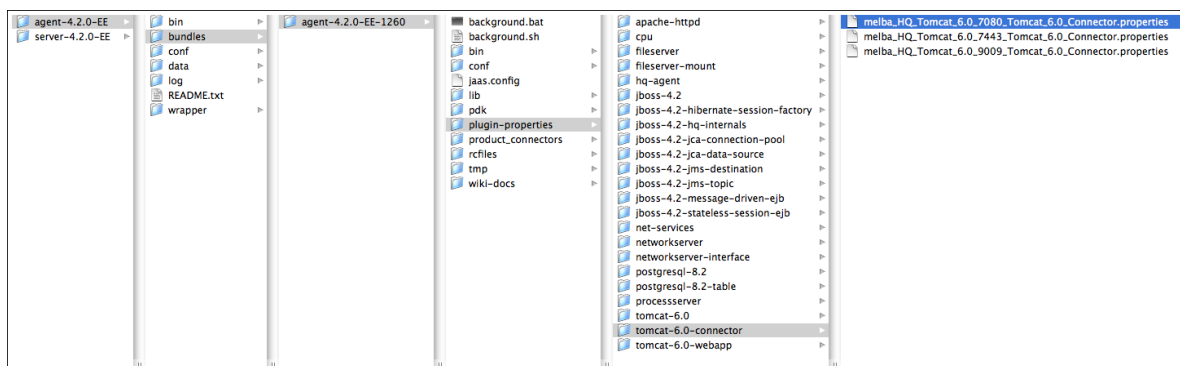 agent-4.2.0-EE
server-4.2.0-EE
bin
bundles
conf
data
log
README.txt
wrapper
agent-4.2.0-EE-1260
background.bat
background.sh
bin
conf
jaas.config
lib
pdk
plugin-properties
product_connectors
rcfiles
tmp
wiki-docs
apache-httpd
cpu
fileserver
fileserver-mount
hq-agent
jboss-4.2
jboss-4.2-hibernate-session-factory
jboss-4.2-hq-internals
jboss-4.2-jca-connection-pool
jboss-4.2-jca-data-source
jboss-4.2-jms-destination
jboss-4.2-jms-topic
jboss-4.2-message-driven-ejb
jboss-4.2-stateless-session-ejb
net-services
networkserver
networkserver-interface
postgresql-8.2
postgresql-8.2-table
processserver
tomcat-6.0
tomcat-6.0-connector
tomcat-6.0-webapp
melba_HQ_Tomcat_6.0_7080_Tomcat_6.0_Connector.properties
melba_HQ_Tomcat_6.0_7443_Tomcat_6.0_Connector.properties
melba_HQ_Tomcat_6.0_9009_Tomcat_6.0_Connector.properties